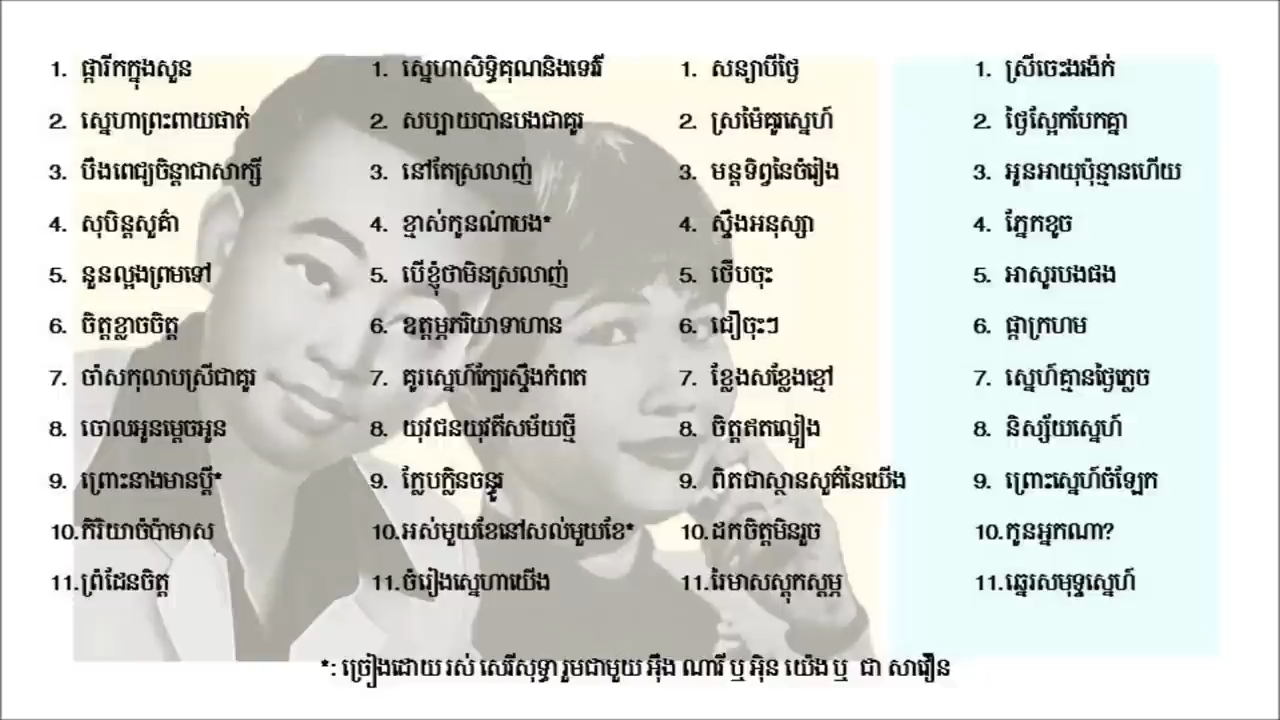 1. ផ្ការីកក្នុងសួន
2. ស្នេហាព្រះពាយផាត់
3. បឹងពេជ្យចិន្តាជាសាក្សី
4. សុបិន្តសួគ៌ា
5. នួនល្អងព្រមទៅ
6. ចិត្តខ្លាចចិត្ត
7. ចាំសកុលាបស្រីជាគូរ
8. ចោលអូនម្តេចអូន
9. ព្រោះនាងមានប្តី*
10. កិរិយាចំប៉ាមាស
11. ព្រំដែនចិត្ត
1. ស្នេហាសិទ្ធិគុណនិងទេវី
2. សប្បាយបានបងជាគូរ
3. នៅតែស្រលាញ់
4. ខ្មាស់កូនណាបង*
5. បើខ្ញុំថាមិនស្រលាញ់
6. ឧត្តម្ភភរិយាទាហាន
7. គូរស្នេហ៍ក្បែរស្ទឹងកំពត
8. យុវជនយុវតីសម័យថ្មី
9. ក្លែបក្លិនចន្ទូ
10. អស់មួយខែនៅសល់មួយខែ*
11. ចំរៀងស្នេហាយើង
1. សន្យាបីថ្ងៃ
2. ស្រម៉ៃគូរស្នេហ៍
3. មន្តទិព្វនៃចំរៀង
4. ស្ទឹងអនុស្សា
5. ថើបចុះ
6. ជឿចុះៗ
7. ខ្លែងសខ្លែងខ្មៅ
8. ចិត្តឥតល្អៀង
9. ពិតជាស្ថានសួគ៌នៃយើង
10. ដកចិត្តមិនរួច
11. រៃមាសស្តុកស្តម្ភ
1. ស្រីចេះងរង៉ក់
2. ថ្ងៃស្អែកបែកគ្នា
3. អូនអាយុប៉ុន្មានហើយ
4. ភ្នែកខូច
5. អាសូរបងផង
6. ផ្កាក្រហម
7. ស្នេហ៍គ្មានថ្ងៃភ្លេច
8. និស្ស័យស្នេហ៍
9. ព្រោះស្នេហ៍ចំឡែក
10. កូនអ្នកណា?
11. ឆ្នេរសមុទ្ទស្នេហ៍
*: ច្រៀងដោយ រស់ សេរីសុទ្ធា រួមជាមួយ អ៊ឹង ណារី ឬ អ៊ិន យ៉េង ឬ ជា សាវឿន